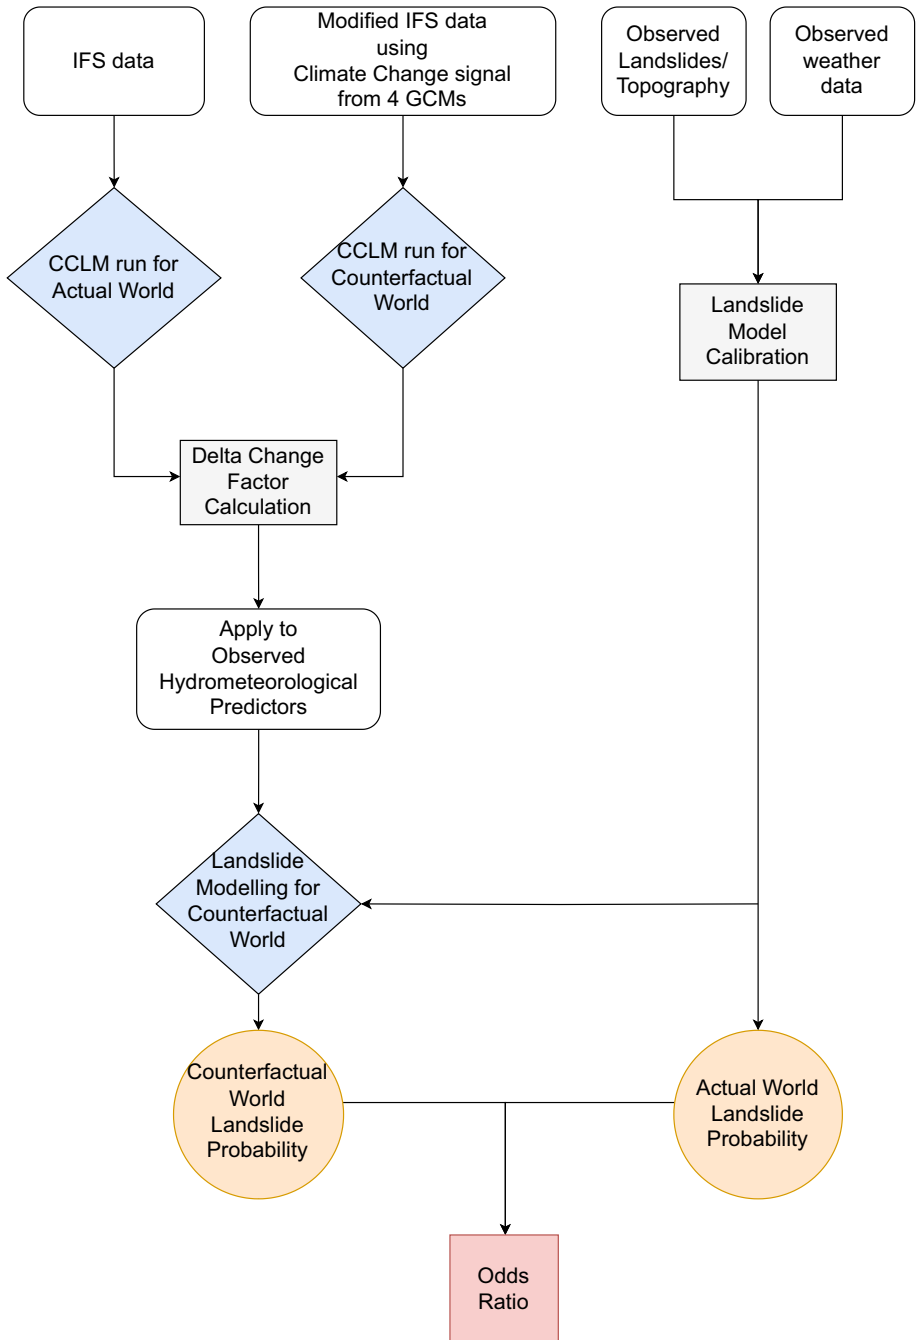 IFS data
Modified IFS data
using
Climate Change signal
from 4 GCMs
Observed
Landslides/
Topography
Observed
weather
data
CCLM run for
Actual World
CCLM run for
Counterfactual
World
Landslide
Model
Calibration
Delta Change
Factor
Calculation
Apply to
Observed
Hydrometeorological
Predictors
Landslide
Modelling for
Counterfactual
World
Counterfactual
World
Landslide
Probability
Actual World
Landslide
Probability
Odds
Ratio